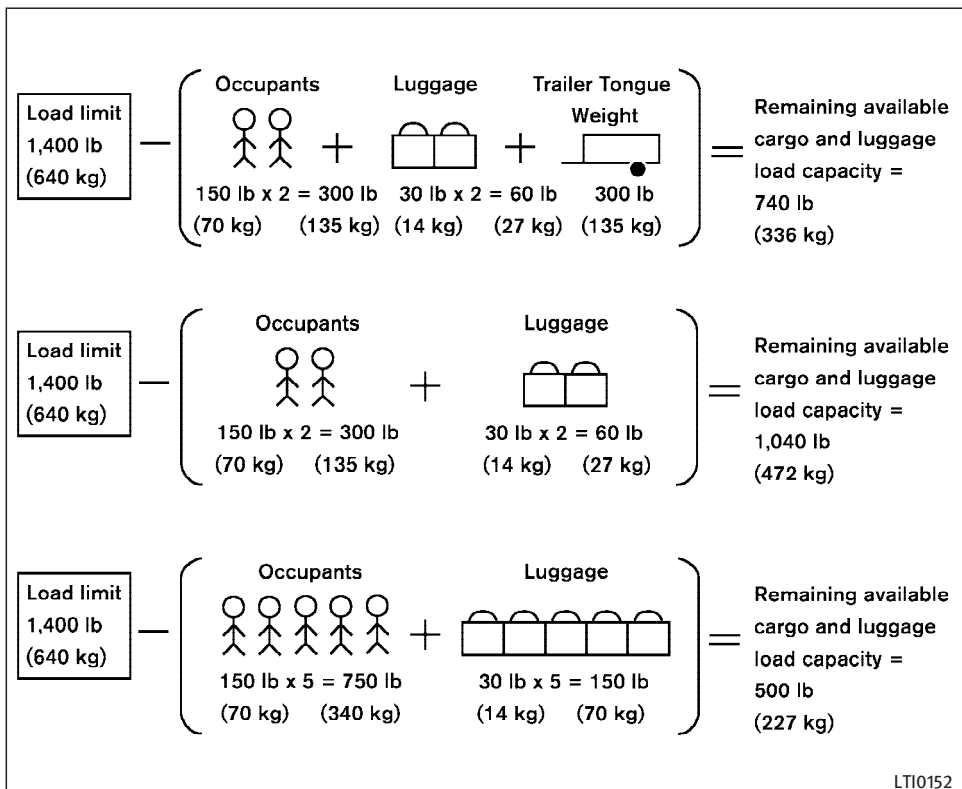 Load limit
1,400 lb
(640 kg)
—
Occupants
+
Luggage
+
Trailer Tongue
Weight
150 lb x 2 = 300 lb
(70 kg) (135 kg)
30 lb x 2 = 60 lb
(14 kg) (27 kg)
300 lb
(135 kg)
=
Remaining available
cargo and luggage
load capacity =
740 lb
(336 kg)
Load limit
1,400 lb
(640 kg)
—
Occupants
+
Luggage
150 lb x 2 = 300 lb
(70 kg) (135 kg)
30 lb x 2 = 60 lb
(14 kg) (27 kg)
=
Remaining available
cargo and luggage
load capacity =
1,040 lb
(472 kg)
Load limit
1,400 lb
(640 kg)
—
Occupants
+
Luggage
150 lb x 5 = 750 lb
(70 kg) (340 kg)
30 lb x 5 = 150 lb
(14 kg) (70 kg)
=
Remaining available
cargo and luggage
load capacity =
500 lb
(227 kg)
LTI0152